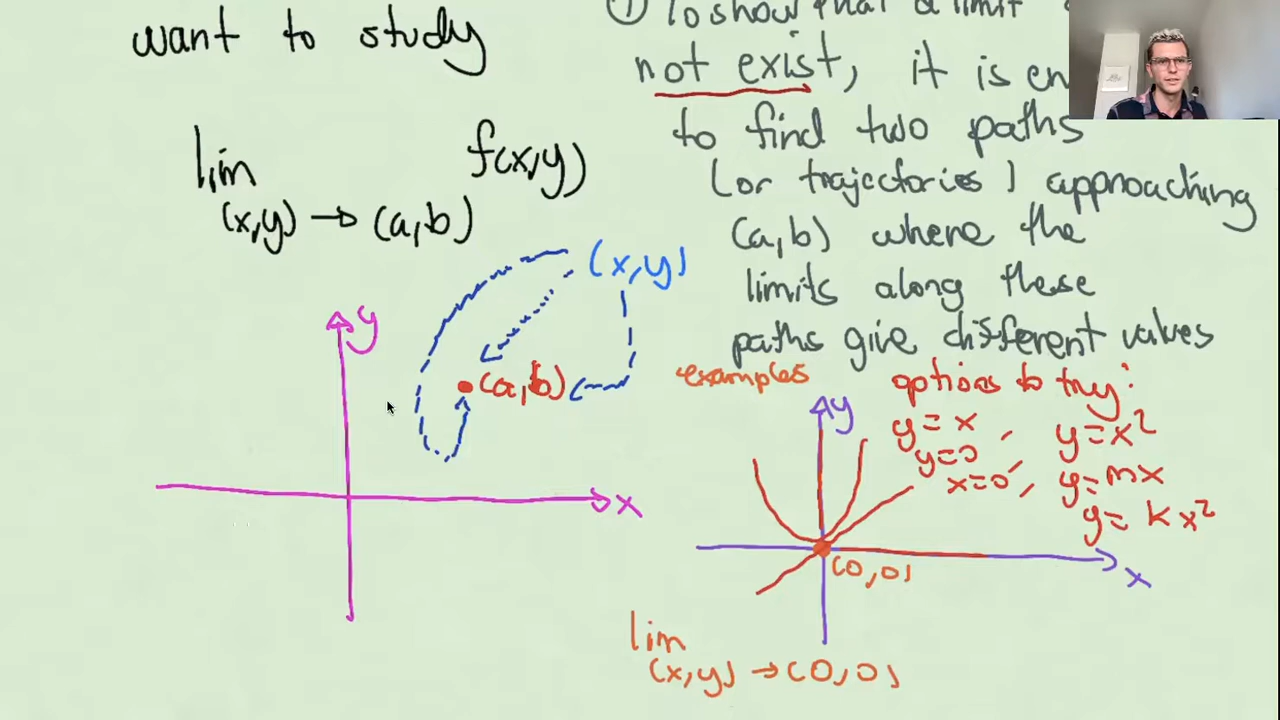 want to study
lim f(x,y)
(x,y) → (a,b)
(x,y)
y
(a,b)
x
① To show that a limit
not exist, it is en
to find two paths
(or trajectories) approaching
(a,b) where the
limits along these
paths give different values
examples
options to try:
y = x, y = x²
y=0
x=0, y=mx
y= kx²
y
(0,0)
x
lim
(x,y) → (0,0)